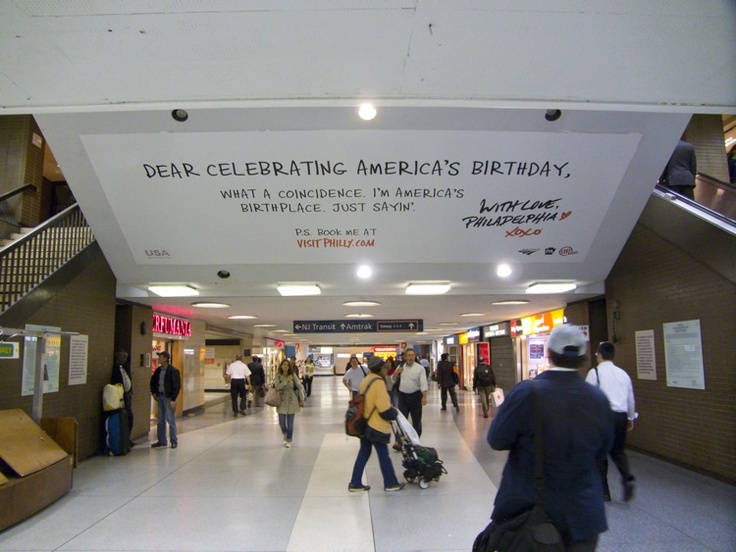 DEAR CELEBRATING AMERICA'S BIRTHDAY,
WHAT A COINCIDENCE. I'M AMERICA'S
BIRTHPLACE. JUST SAYIN'.
P.S. BOOK ME AT
VISITPHILLY.COM
WITH LOVE,
PHILADELPHIA
XOXO
USA
NJ Transit Amtrak
PERFUMANIA